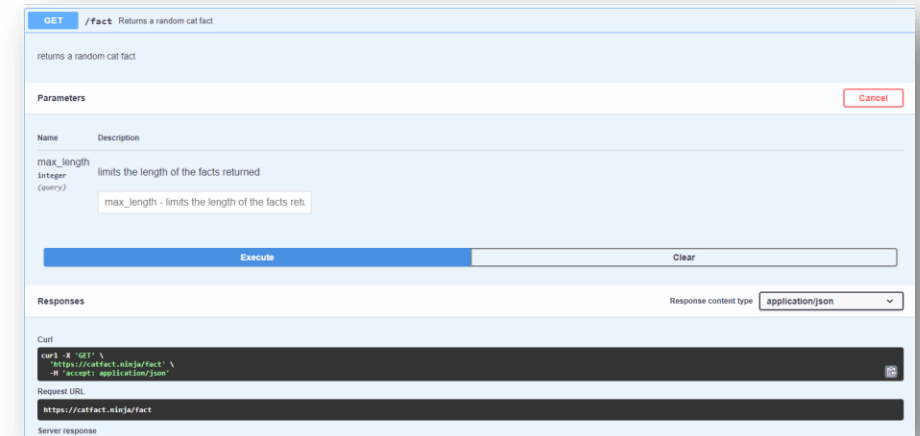 GET /fact Returns a random cat fact
returns a random cat fact
Parameters Cancel
Name Description
max_length limits the length of the facts returned
integer
(query)
max_length - limits the length of the facts retu
Execute Clear
Responses Response content type application/json
Curl
curl -X 'GET' \
'https://catfact.ninja/fact' \
-H 'accept: application/json'
Request URL
https://catfact.ninja/fact
Server response